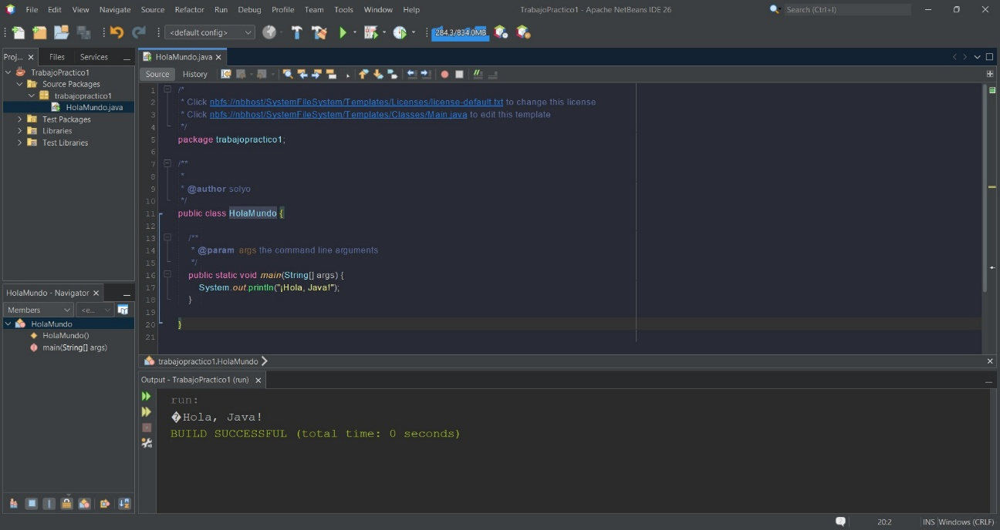 File Edit View Navigate Source Refactor Run Debug Profile Team Tools Window Help
TrabajoPractico1 - Apache NetBeans IDE 26
Search (Ctrl+I)
<default config>
284.3/834.0MB
Proj... Files Services
TrabajoPractico1
Source Packages
trabajopractico1
HolaMundo.java
Test Packages
Libraries
Test Libraries
HolaMundo - Navigator
Members <e...
HolaMundo
HolaMundo()
main(String[] args)
HolaMundo.java
Source History
1 /*
2 * Click nbfs://nbhost/SystemFileSystem/Templates/Licenses/license-default.txt to change this license
3 * Click nbfs://nbhost/SystemFileSystem/Templates/Classes/Main.java to edit this template
4 */
5 package trabajopractico1;
6
7 /**
8 *
9 * @author solyo
10 */
11 public class HolaMundo {
12
13 /**
14 * @param args the command line arguments
15 */
16 public static void main(String[] args) {
17 System.out.println("¡Hola, Java!");
18 }
19
20 }
21
trabajopractico1.HolaMundo
Output - TrabajoPractico1 (run)
run:
�Hola, Java!
BUILD SUCCESSFUL (total time: 0 seconds)
20:2 INS Windows (CRLF)